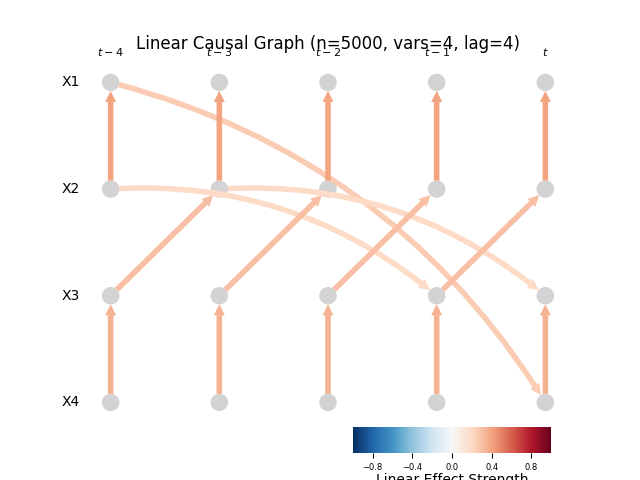 Linear Causal Graph (n=5000, vars=4, lag=4)
t−4 t−3 t−2 t−1 t
X1
X2
X3
X4
−0.8 −0.4 0.0 0.4 0.8
Linear Effect Strength